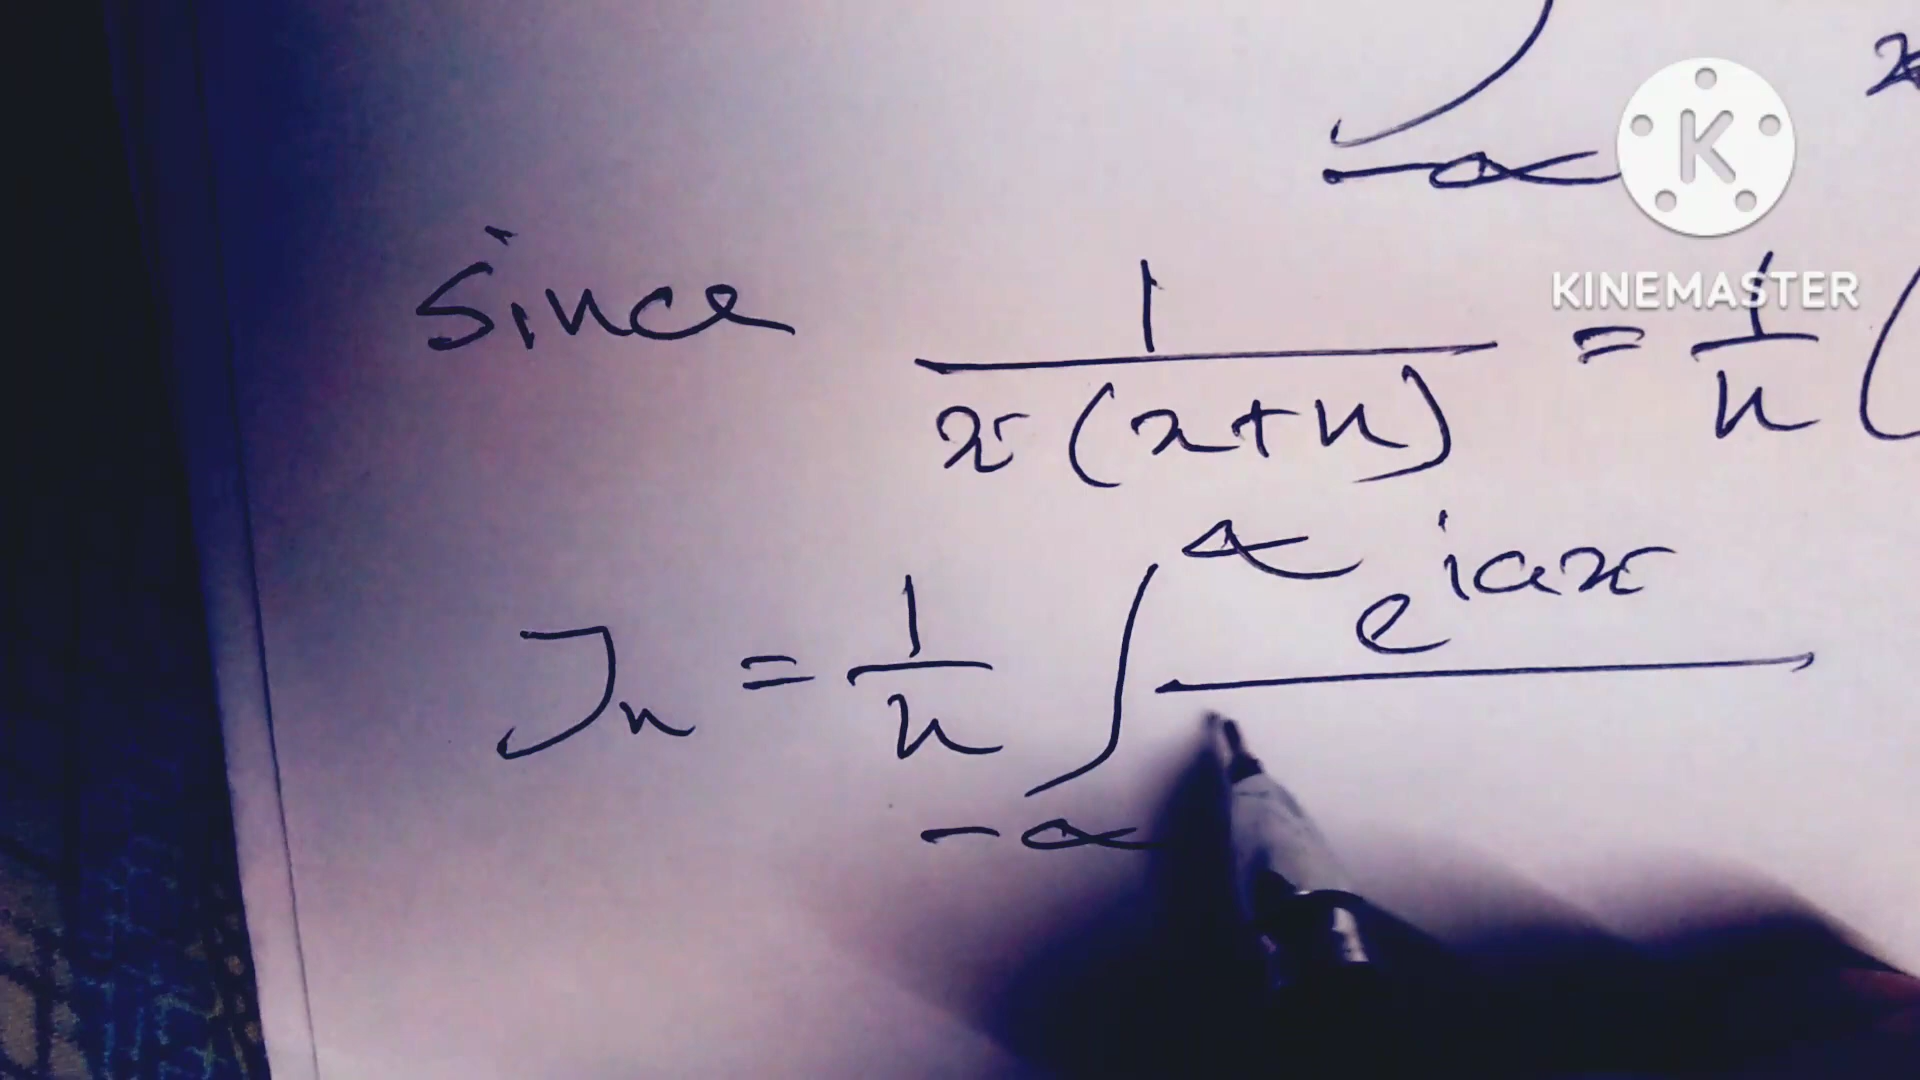 -∝ x
K
KINEMASTER
since 1/x(x+n) = 1/n (
J_n = 1/n ∫_{-∝}^{∝} e^{iax}